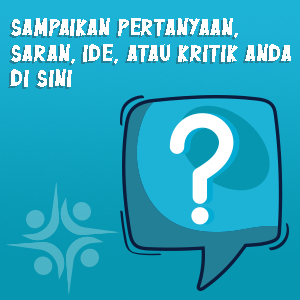 SAMPAIKAN PERTANYAAN,
SARAN, IDE, ATAU KRITIK ANDA
DI SINI
?